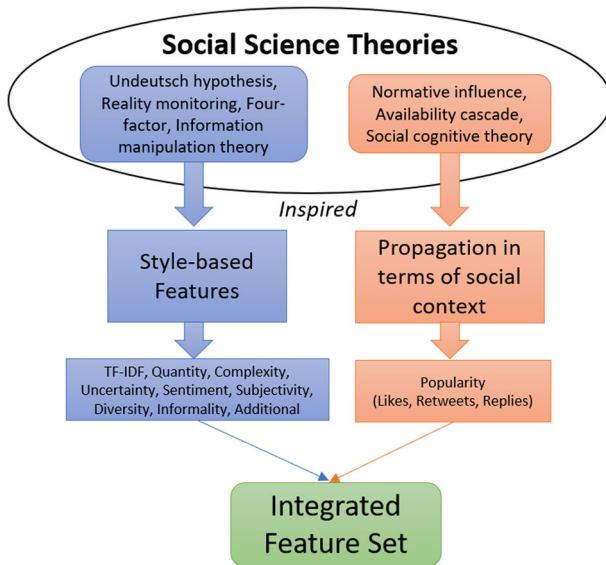 Social Science Theories
Undeutsch hypothesis,
Reality monitoring, Four-
factor, Information
manipulation theory
Normative influence,
Availability cascade,
Social cognitive theory
Inspired
Style-based
Features
Propagation in
terms of social
context
TF-IDF, Quantity, Complexity,
Uncertainty, Sentiment, Subjectivity,
Diversity, Informality, Additional
Popularity
(Likes, Retweets, Replies)
Integrated
Feature Set